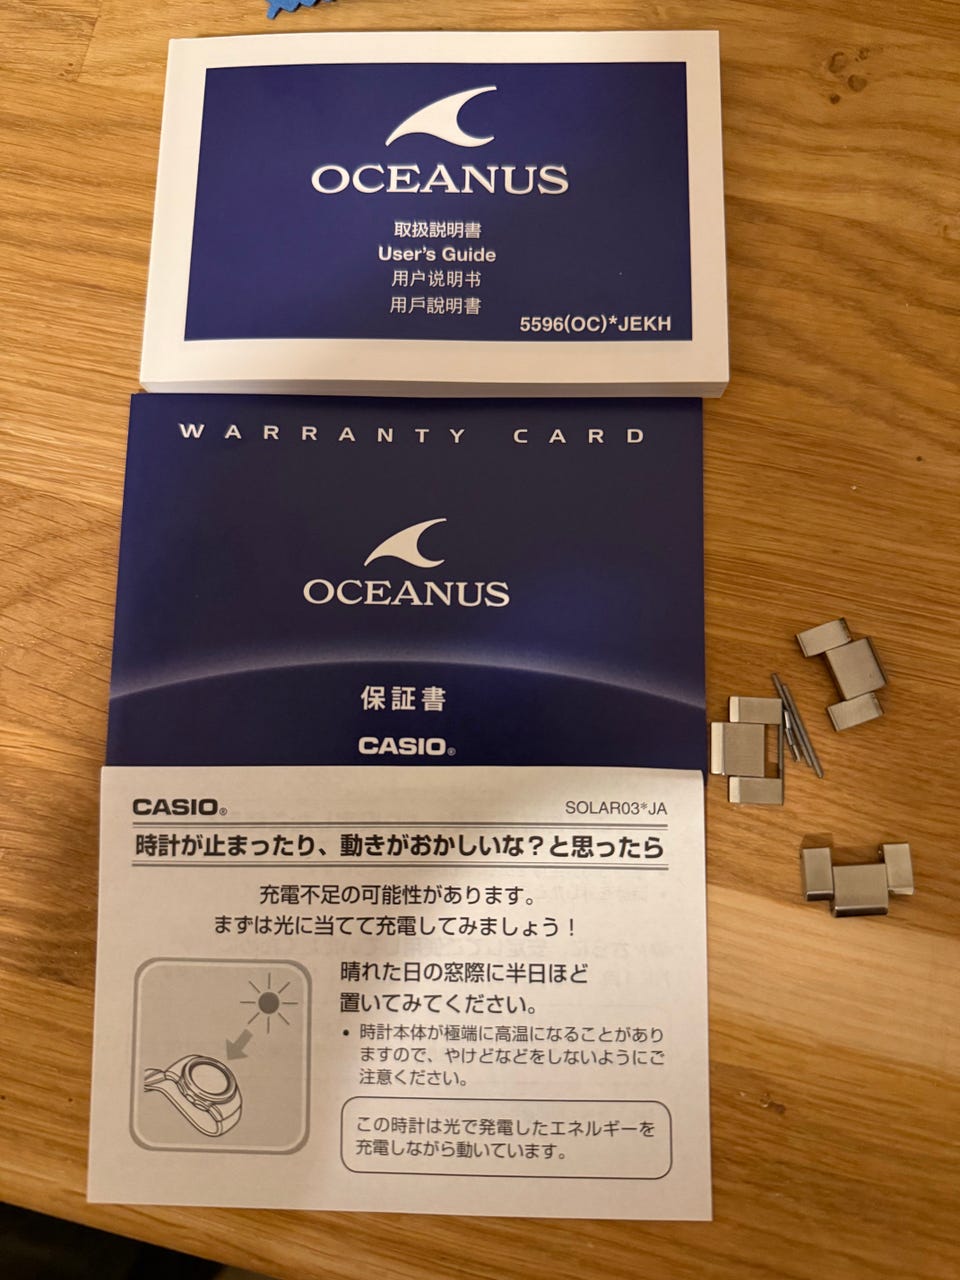 OCEANUS
取扱説明書
User's Guide
用户说明书
用戶說明書
5596(OC)*JEKH
WARRANTY CARD
OCEANUS
保証書
CASIO®
CASIO® SOLAR03*JA
時計が止まったり、動きがおかしいな?と思ったら
充電不足の可能性があります。
まずは光に当てて充電してみましょう!
晴れた日の窓際に半日ほど
置いてみてください。
• 時計本体が極端に高温になることがあり
ますので、やけどなどをしないようにご
注意ください。
この時計は光で発電したエネルギーを
充電しながら動いています。